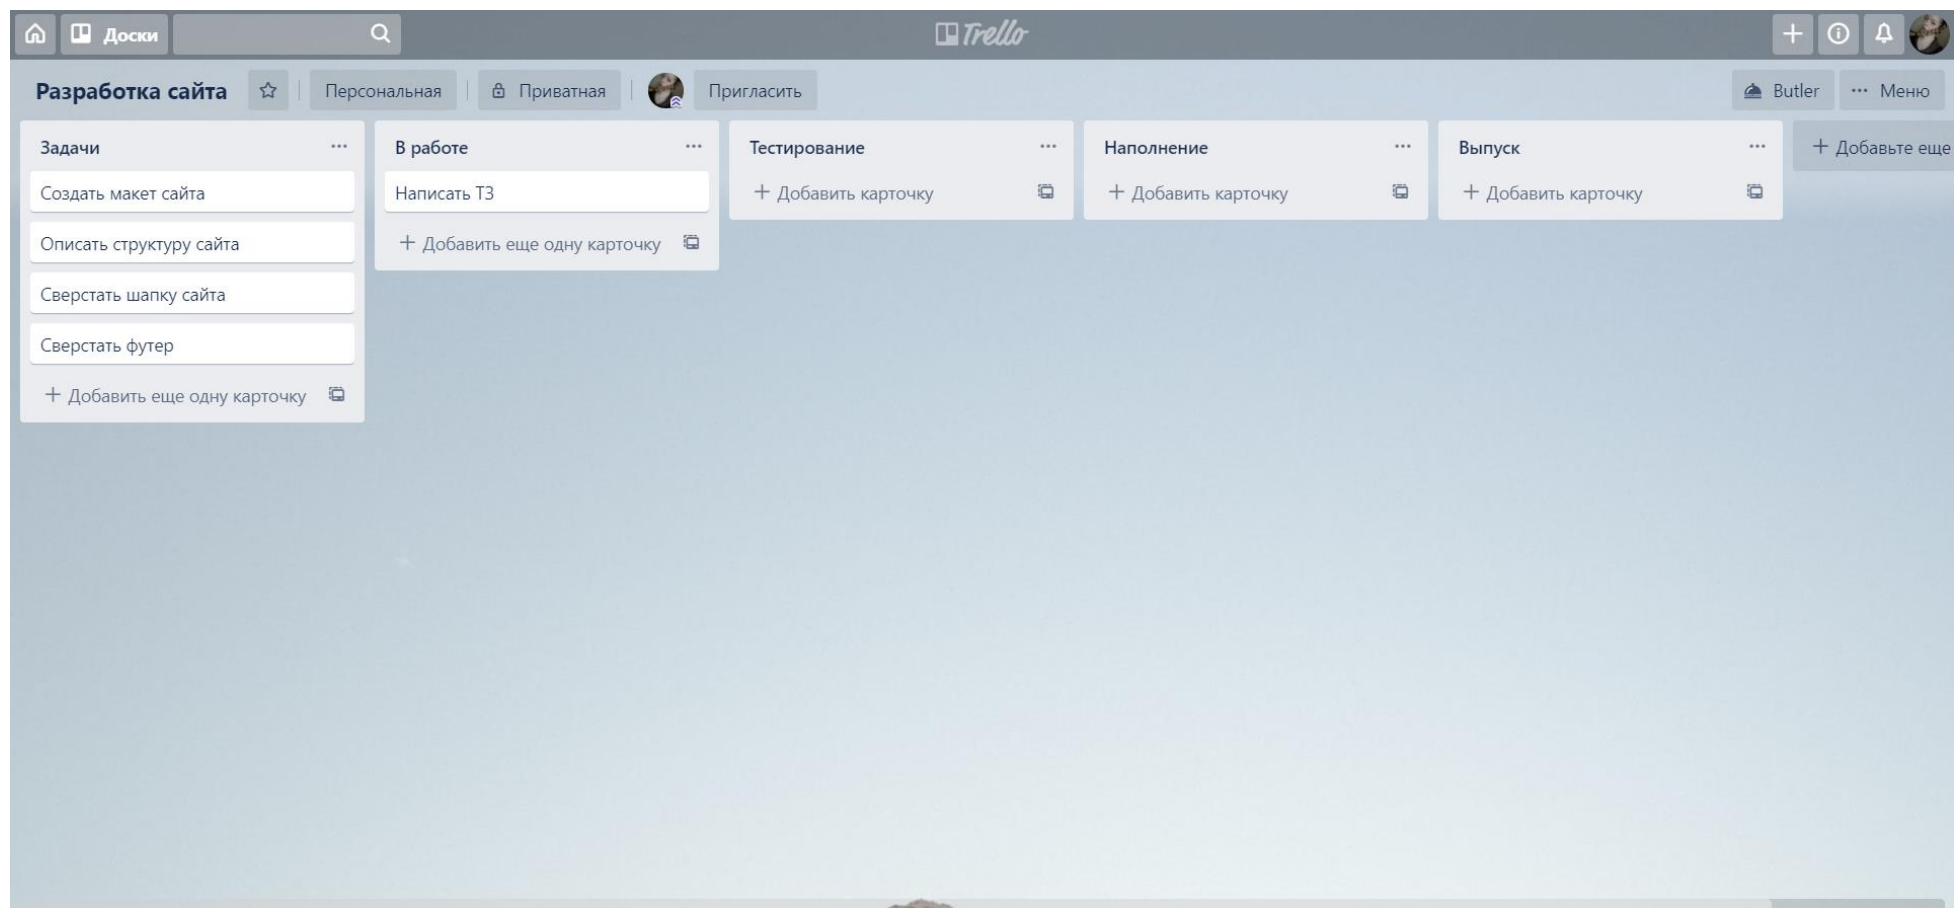 Доски
Trello
Разработка сайта
Персональная
Приватная
Пригласить
Butler
··· Меню
Задачи ···
Создать макет сайта
Описать структуру сайта
Сверстать шапку сайта
Сверстать футер
+ Добавить еще одну карточку
В работе ···
Написать ТЗ
+ Добавить еще одну карточку
Тестирование ···
+ Добавить карточку
Наполнение ···
+ Добавить карточку
Выпуск ···
+ Добавить карточку
+ Добавьте еще